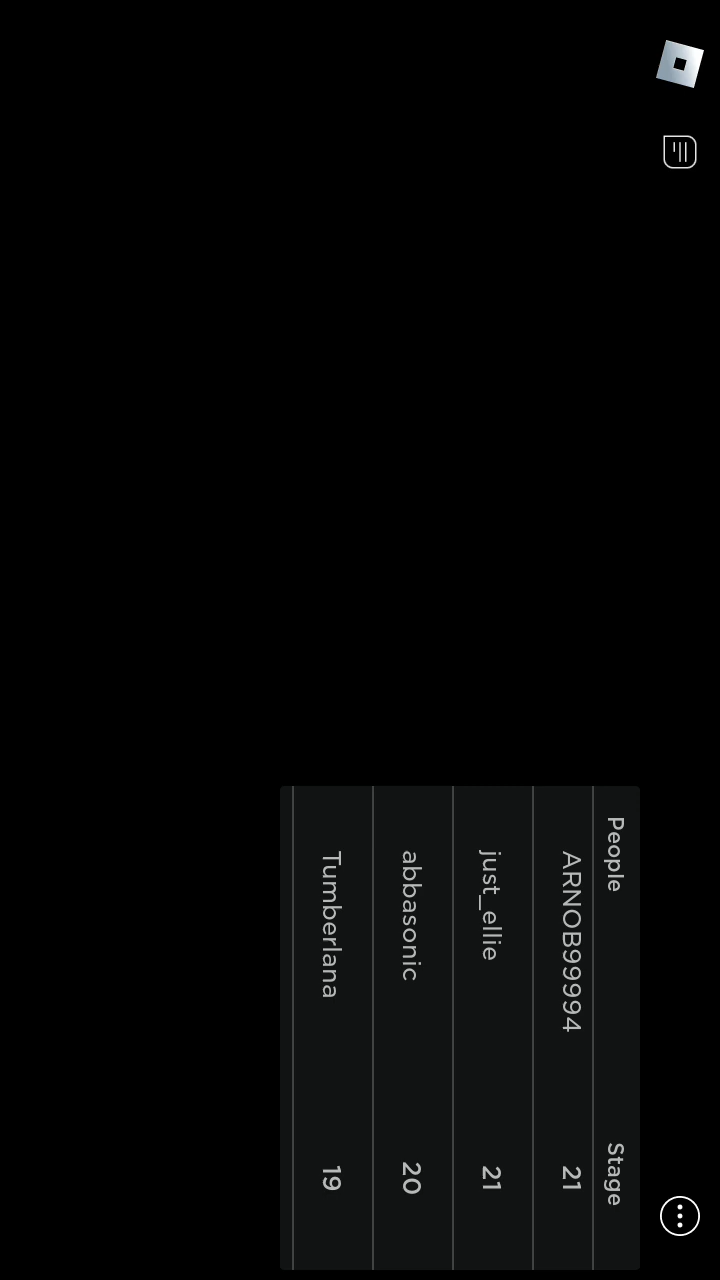 People Stage
ARNOB99994 21
just_ellie 21
abbasonic 20
Tumberlana 19